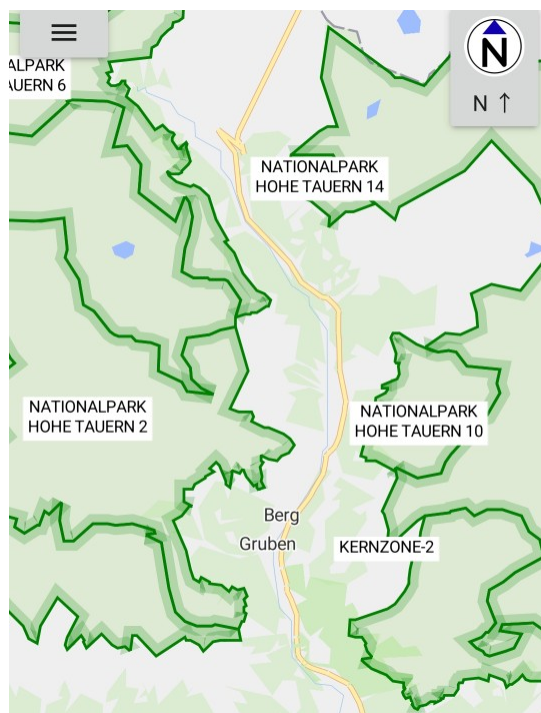 ALPARK
AUERN 6
N
N ↑
NATIONALPARK
HOHE TAUERN 14
NATIONALPARK
HOHE TAUERN 2
NATIONALPARK
HOHE TAUERN 10
Berg
Gruben
KERNZONE-2